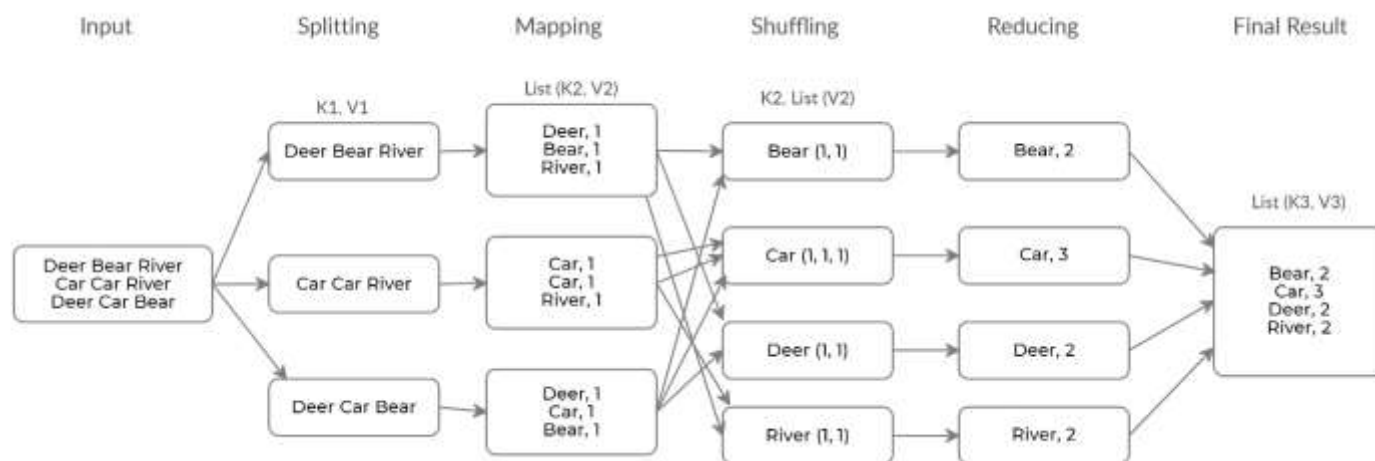 Input
Splitting
Mapping
Shuffling
Reducing
Final Result
Deer Bear River
Car Car River
Deer Car Bear
K1, V1
Deer Bear River
Car Car River
Deer Car Bear
List (K2, V2)
Deer, 1
Bear, 1
River, 1
Car, 1
Car, 1
River, 1
Deer, 1
Car, 1
Bear, 1
K2, List (V2)
Bear (1, 1)
Car (1, 1, 1)
Deer (1, 1)
River (1, 1)
Bear, 2
Car, 3
Deer, 2
River, 2
List (K3, V3)
Bear, 2
Car, 3
Deer, 2
River, 2